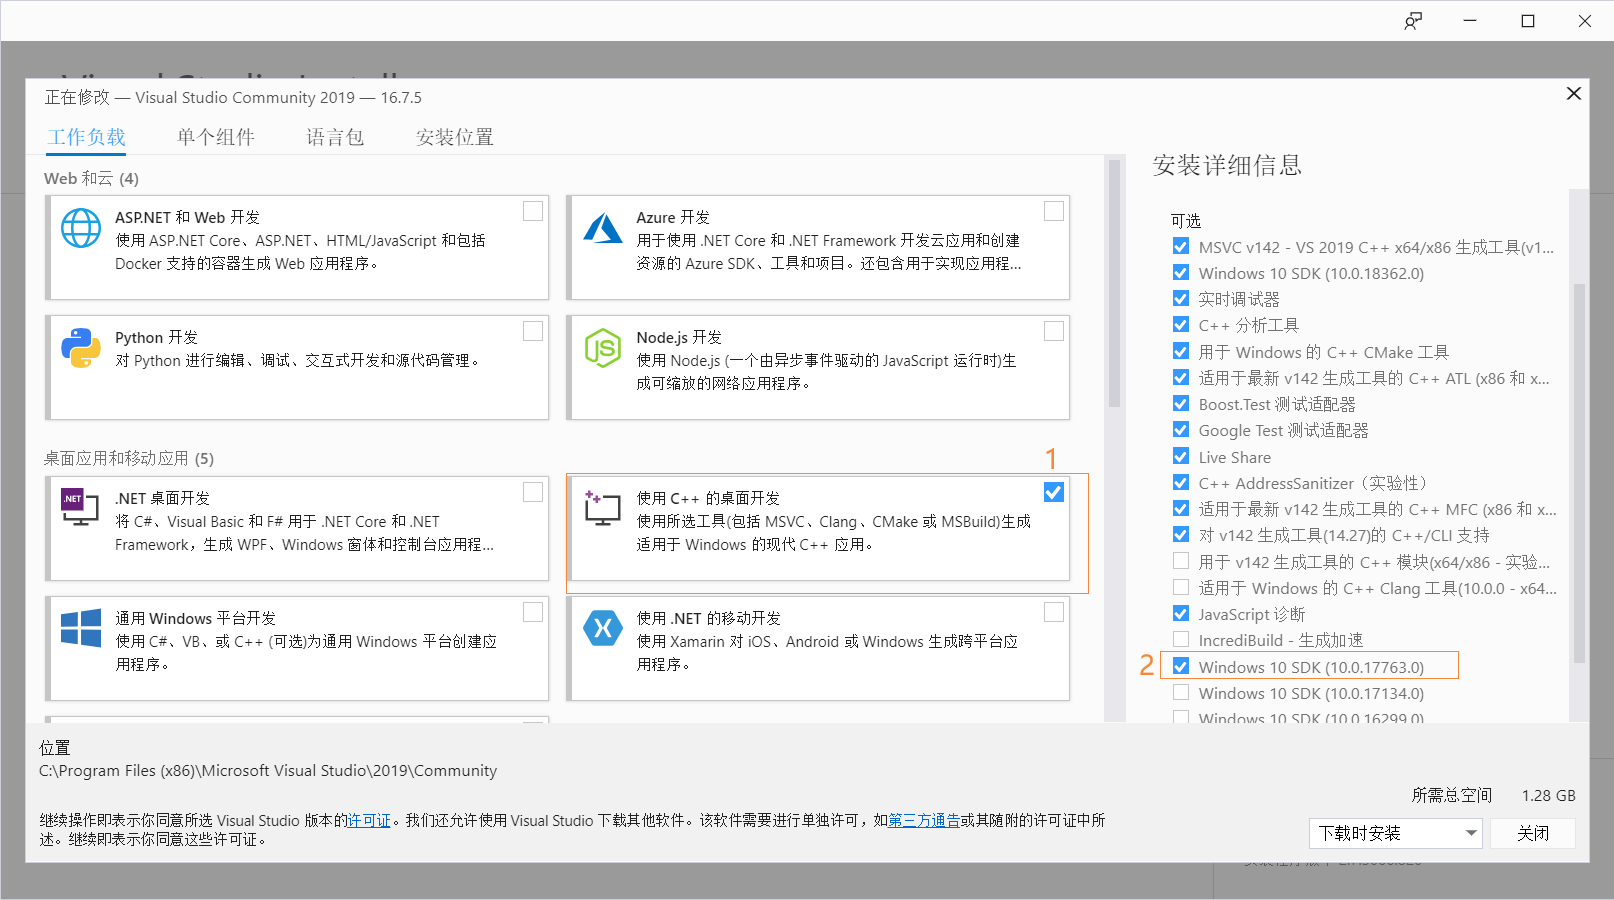 正在修改 — Visual Studio Community 2019 — 16.7.5
工作负载
单个组件
语言包
安装位置
Web 和云 (4)
ASP.NET 和 Web 开发
使用 ASP.NET Core、ASP.NET、HTML/JavaScript 和包括
Docker 支持的容器生成 Web 应用程序。
Azure 开发
用于使用 .NET Core 和 .NET Framework 开发云应用和创建
资源的 Azure SDK、工具和项目。还包含用于实现应用程...
Python 开发
对 Python 进行编辑、调试、交互式开发和源代码管理。
Node.js 开发
使用 Node.js (一个由异步事件驱动的 JavaScript 运行时)生
成可缩放的网络应用程序。
桌面应用和移动应用 (5)
1
.NET
.NET 桌面开发
将 C#、Visual Basic 和 F# 用于 .NET Core 和 .NET
Framework，生成 WPF、Windows 窗体和控制台应用程...
使用 C++ 的桌面开发
使用所选工具(包括 MSVC、Clang、CMake 或 MSBuild)生成
适用于 Windows 的现代 C++ 应用。
通用 Windows 平台开发
使用 C#、VB、或 C++ (可选)为通用 Windows 平台创建应
用程序。
使用 .NET 的移动开发
使用 Xamarin 对 iOS、Android 或 Windows 生成跨平台应
用程序。
安装详细信息
可选
MSVC v142 - VS 2019 C++ x64/x86 生成工具(v1...
Windows 10 SDK (10.0.18362.0)
实时调试器
C++ 分析工具
用于 Windows 的 C++ CMake 工具
适用于最新 v142 生成工具的 C++ ATL (x86 和 x...
Boost.Test 测试适配器
Google Test 测试适配器
Live Share
C++ AddressSanitizer（实验性）
适用于最新 v142 生成工具的 C++ MFC (x86 和 x...
对 v142 生成工具(14.27)的 C++/CLI 支持
用于 v142 生成工具的 C++ 模块(x64/x86 - 实验...
适用于 Windows 的 C++ Clang 工具(10.0.0 - x64...
JavaScript 诊断
IncrediBuild - 生成加速
2
Windows 10 SDK (10.0.17763.0)
Windows 10 SDK (10.0.17134.0)
Windows 10 SDK (10.0.16299.0)
位置
C:\Program Files (x86)\Microsoft Visual Studio\2019\Community
所需总空间 1.28 GB
继续操作即表示你同意所选 Visual Studio 版本的许可证。我们还允许使用 Visual Studio 下载其他软件。该软件需要进行单独许可，如第三方通告或其随附的许可证中所
述。继续即表示你同意这些许可证。
下载时安装
关闭